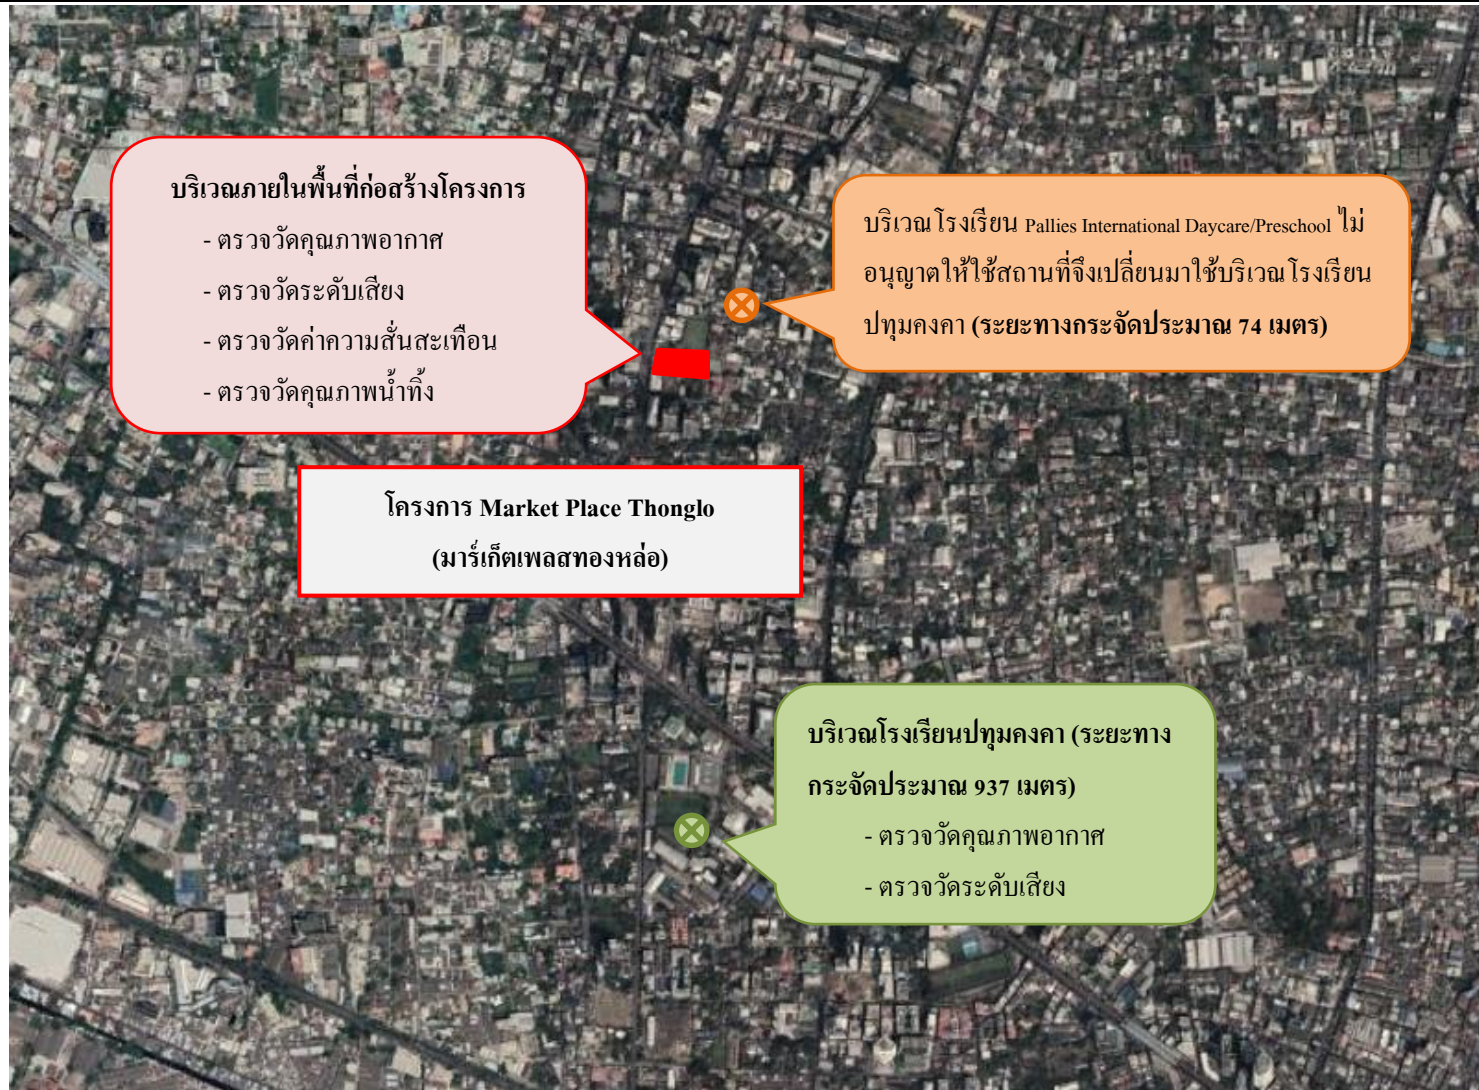 บริเวณภายในพื้นที่ก่อสร้างโครงการ
- ตรวจวัดคุณภาพอากาศ
- ตรวจวัดระดับเสียง
- ตรวจวัดค่าความสั่นสะเทือน
- ตรวจวัดคุณภาพน้ำทิ้ง
บริเวณโรงเรียน Pallies International Daycare/Preschool ไม่
อนุญาตให้ใช้สถานที่จึงเปลี่ยนมาใช้บริเวณโรงเรียน
ปทุมคงคา (ระยะทางกระจัดประมาณ 74 เมตร)
โครงการ Market Place Thonglo
(มาร์เก็ตเพลสทองหล่อ)
บริเวณโรงเรียนปทุมคงคา (ระยะทาง
กระจัดประมาณ 937 เมตร)
- ตรวจวัดคุณภาพอากาศ
- ตรวจวัดระดับเสียง